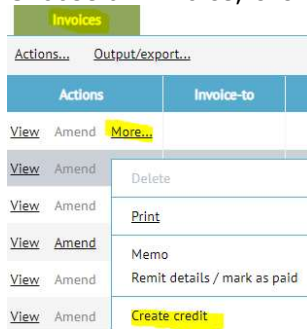 Invoices
Actions... Output/export...
Actions Invoice-to
View Amend More...
View Amend
Delete
View Amend
Print
View Amend
Memo
View Amend
Remit details / mark as paid
View Amend
Create credit